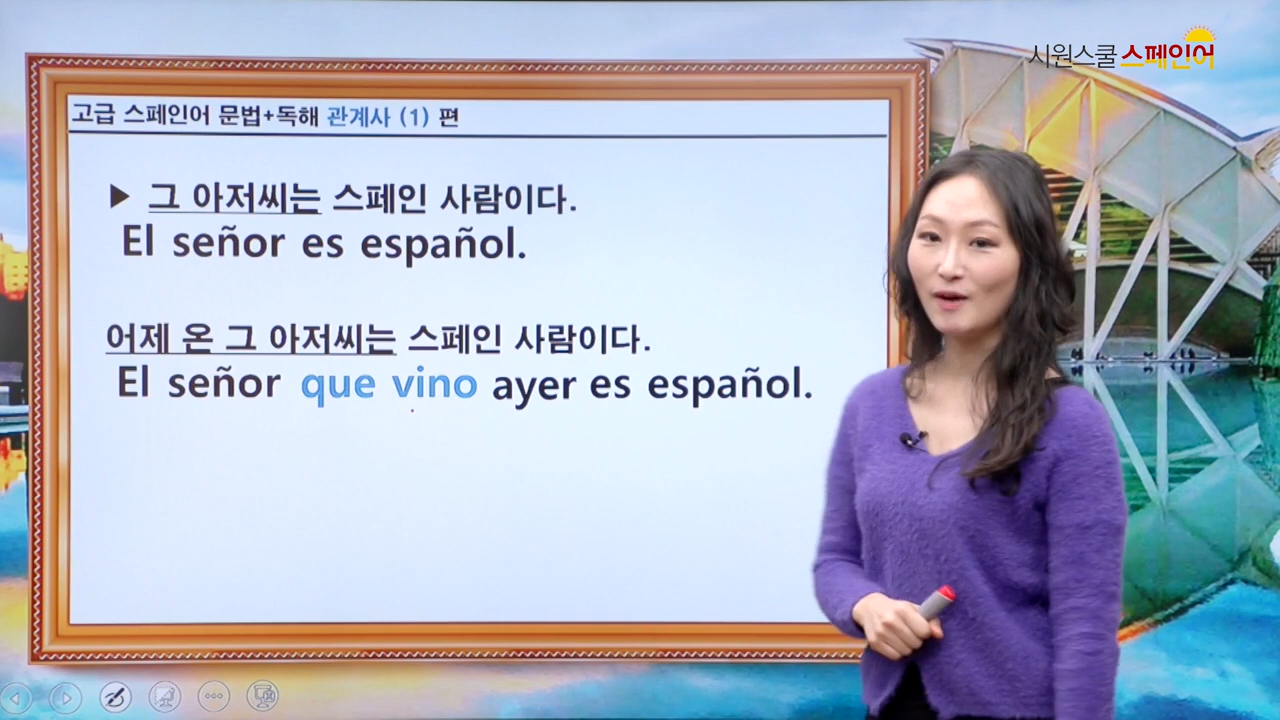 시원스쿨 스페인어
고급 스페인어 문법+독해 관계사 (1) 편
▶ 그 아저씨는 스페인 사람이다.
El señor es español.
어제 온 그 아저씨는 스페인 사람이다.
El señor que vino ayer es español.